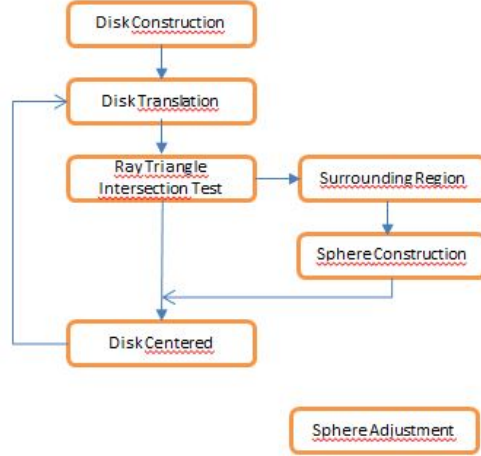 Disk Construction
Disk Translation
Ray Triangle
Intersection Test
Surrounding Region
Sphere Construction
Disk Centered
Sphere Adjustment